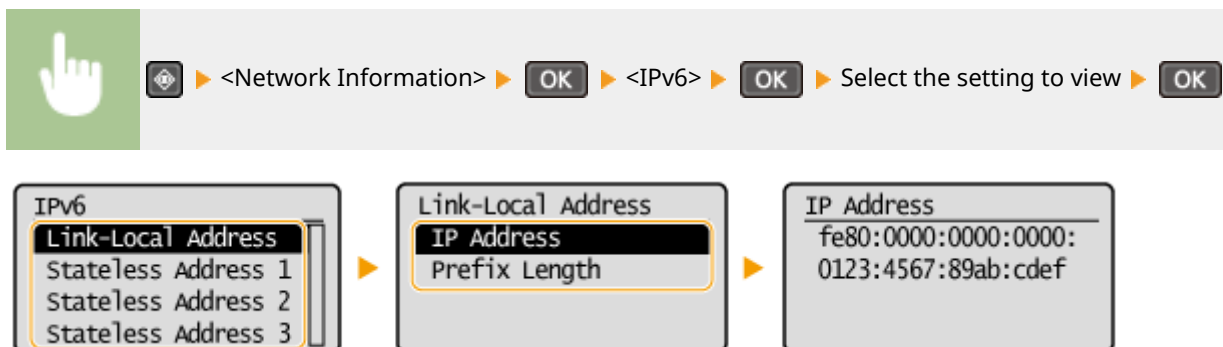 <Network Information> OK <IPv6> OK Select the setting to view OK
IPv6
Link-Local Address
Stateless Address 1
Stateless Address 2
Stateless Address 3
Link-Local Address
IP Address
Prefix Length
IP Address
fe80:0000:0000:0000:
0123:4567:89ab:cdef